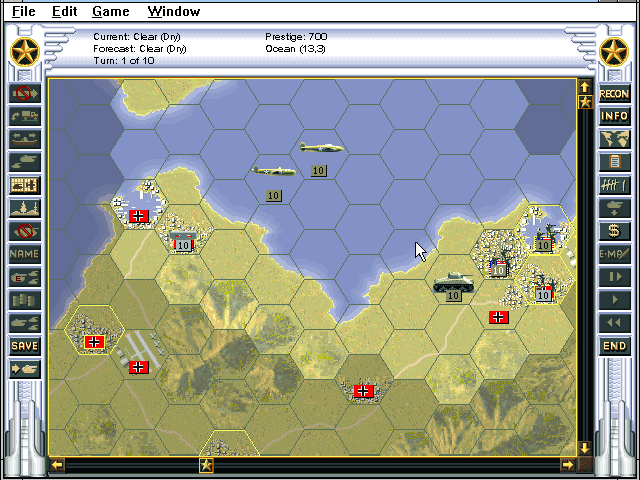 File Edit Game Window
Current: Clear (Dry) Prestige: 700
Forecast: Clear (Dry) Ocean (13,3)
Turn: 1 of 10
RECON
INFO
10
10
10
10
10
NAME
$
E-MAIL
10
10
SAVE
END